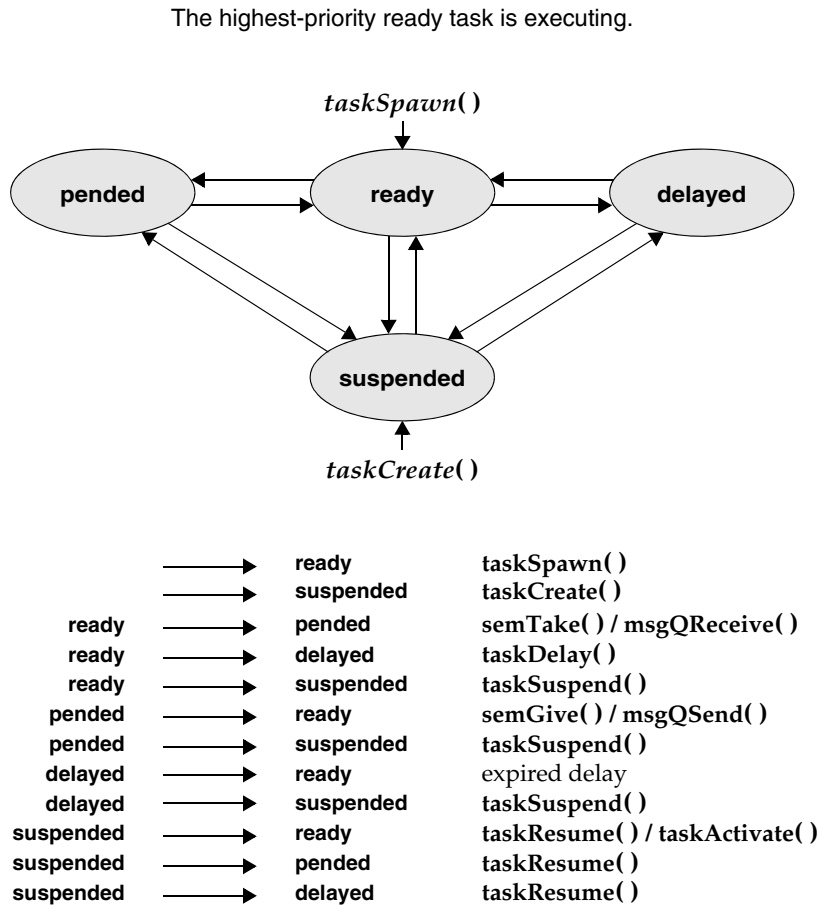 The highest-priority ready task is executing.
taskSpawn( )
pended ready delayed
suspended
taskCreate( )
ready taskSpawn( )
suspended taskCreate( )
ready pended semTake( ) / msgQReceive( )
ready delayed taskDelay( )
ready suspended taskSuspend( )
pended ready semGive( ) / msgQSend( )
pended suspended taskSuspend( )
delayed ready expired delay
delayed suspended taskSuspend( )
suspended ready taskResume( ) / taskActivate( )
suspended pended taskResume( )
suspended delayed taskResume( )